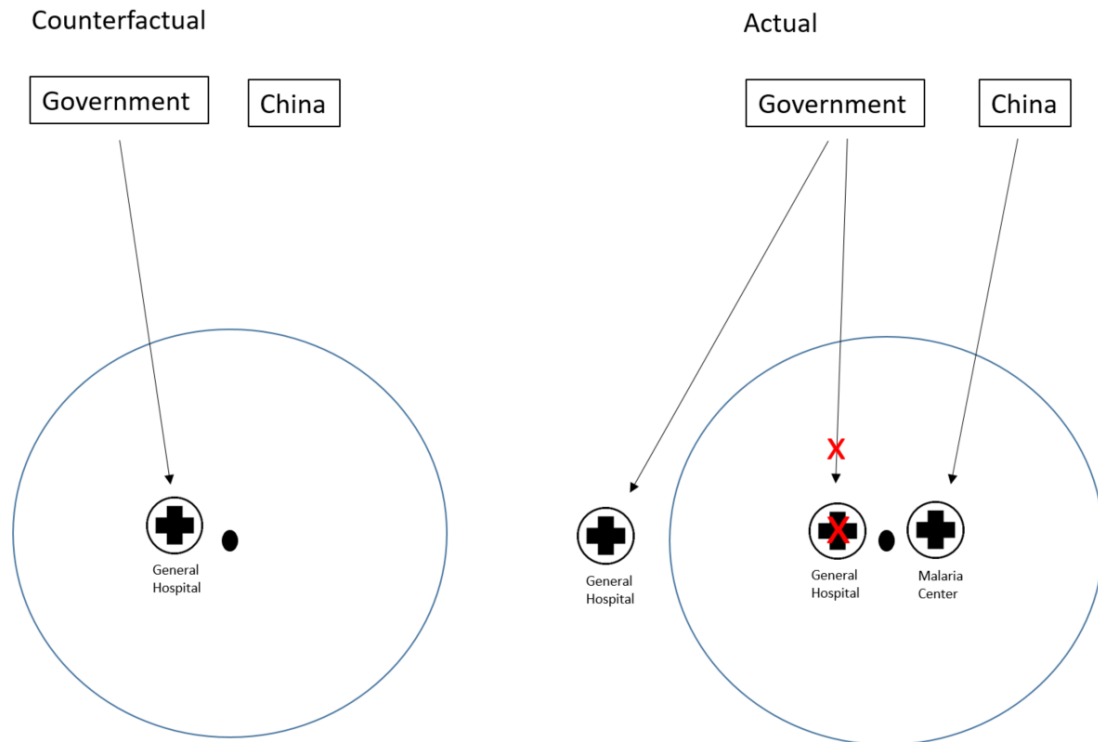 Counterfactual
Government
China
General
Hospital
Actual
Government
China
X
X
General
Hospital
General
Hospital
Malaria
Center